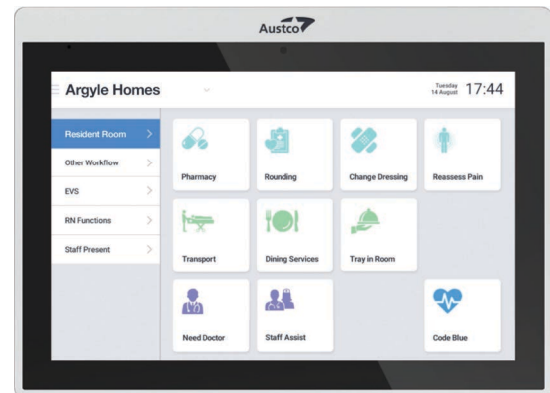 Austco
Argyle Homes
Tuesday
14 August
17:44
Resident Room
Other Workflow
EVS
RN Functions
Staff Present
Pharmacy
Rounding
Change Dressing
Reassess Pain
Transport
Dining Services
Tray in Room
Need Doctor
Staff Assist
Code Blue